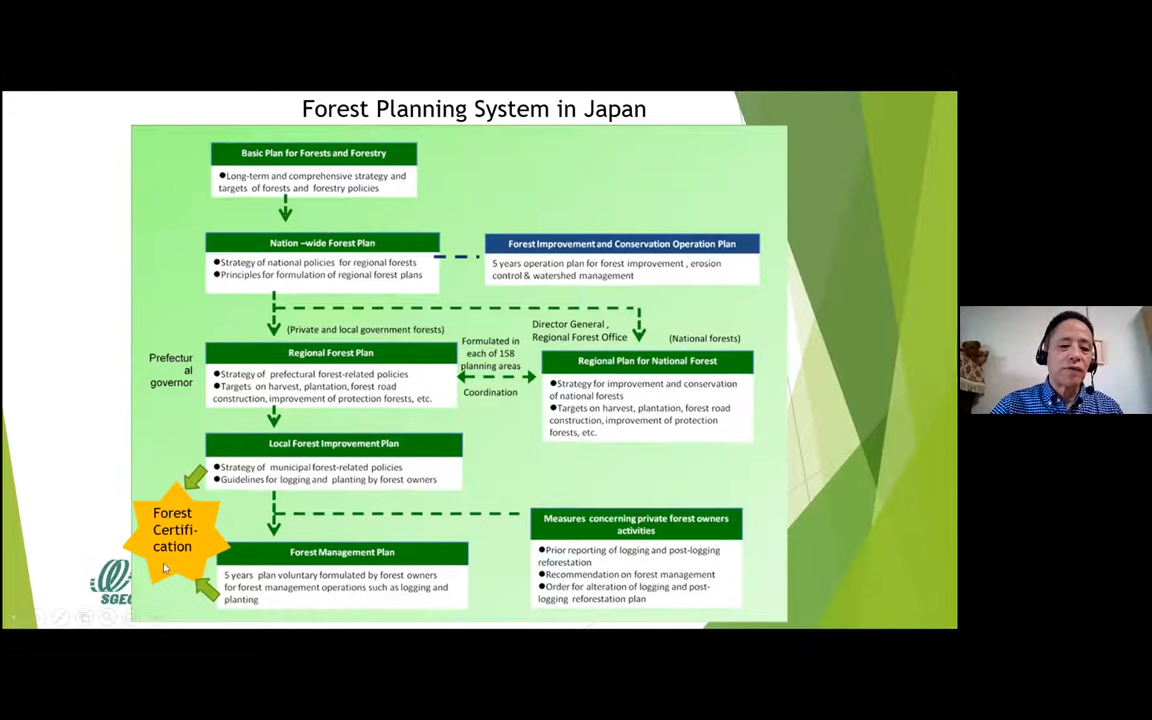 Forest Planning System in Japan
Basic Plan for Forests and Forestry
●Long-term and comprehensive strategy and
targets of forests and forestry policies
Nation –wide Forest Plan
●Strategy of national policies for regional forests
●Principles for formulation of regional forest plans
Forest Improvement and Conservation Operation Plan
5 years operation plan for forest improvement , erosion
control & watershed management
(Private and local government forests)
Director General ,
Regional Forest Office
(National forests)
Prefectur
al
governor
Regional Forest Plan
●Strategy of prefectural forest-related policies
●Targets on harvest, plantation, forest road
construction, improvement of protection forests, etc.
Formulated in
each of 158
planning areas
Coordination
Regional Plan for National Forest
●Strategy for improvement and conservation
of national forests
●Targets on harvest, plantation, forest road
construction, improvement of protection
forests, etc.
Local Forest Improvement Plan
●Strategy of municipal forest-related policies
●Guidelines for logging and planting by forest owners
Forest
Certifi-
cation
Forest Management Plan
5 years plan voluntary formulated by forest owners
for forest management operations such as logging and
planting
Measures concerning private forest owners
activities
●Prior reporting of logging and post-logging
reforestation
●Recommendation on forest management
●Order for alteration of logging and post-
logging reforestation plan
SGEC